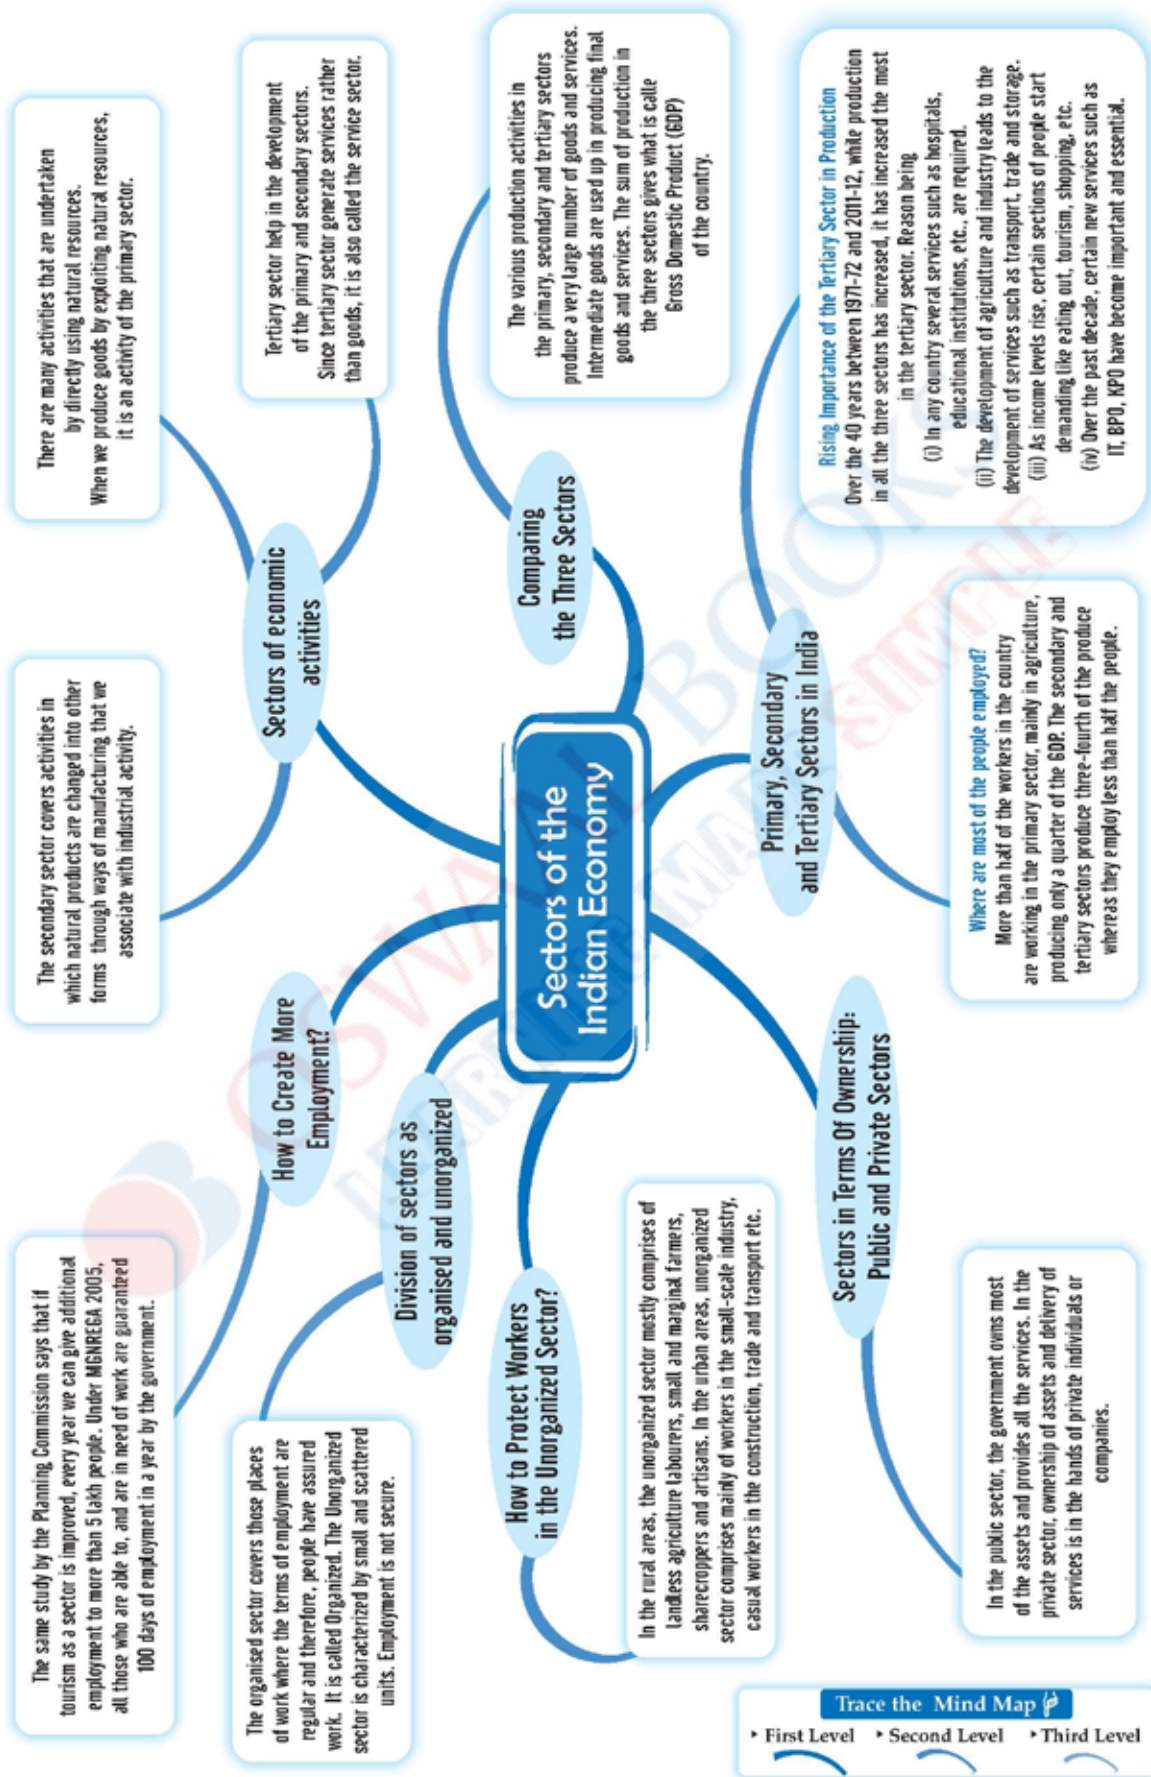 Sectors of the
Indian Economy
Sectors of economic
activities
There are many activities that are undertaken
by directly using natural resources.
When we produce goods by exploiting natural resources,
it is an activity of the primary sector.
The secondary sector covers activities in
which natural products are changed into other
forms through ways of manufacturing that we
associate with industrial activity.
Tertiary sector help in the development
of the primary and secondary sectors.
Since tertiary sector generate services rather
than goods, it is also called the service sector.
Comparing
the Three Sectors
The various production activities in
the primary, secondary and tertiary sectors
produce a very large number of goods and services.
Intermediate goods are used up in producing final
goods and services. The sum of production in
the three sectors gives what is calle
Gross Domestic Product (GDP)
of the country.
Primary, Secondary
and Tertiary Sectors in India
Rising Importance of the Tertiary Sector in Production
Over the 40 years between 1971-72 and 2011-12, while production
in all the three sectors has increased, it has increased the most
in the tertiary sector. Reason being
(i) In any country several services such as hospitals,
educational institutions, etc., are required.
(ii) The development of agriculture and industry leads to the
development of services such as transport, trade and storage.
(iii) As income levels rise, certain sections of people start
demanding like eating out, tourism, shopping, etc.
(iv) Over the past decade, certain new services such as
IT, BPO, KPO have become important and essential.
Where are most of the people employed?
More than half of the workers in the country
are working in the primary sector, mainly in agriculture,
producing only a quarter of the GDP. The secondary and
tertiary sectors produce three-fourth of the produce
whereas they employ less than half the people.
Sectors in Terms Of Ownership:
Public and Private Sectors
In the public sector, the government owns most
of the assets and provides all the services. In the
private sector, ownership of assets and delivery of
services is in the hands of private individuals or
companies.
How to Protect Workers
in the Unorganized Sector?
In the rural areas, the unorganized sector mostly comprises of
landless agriculture labourers, small and marginal farmers,
sharecroppers and artisans. In the urban areas, unorganized
sector comprises mainly of workers in the small-scale industry,
casual workers in the construction, trade and transport etc.
Division of sectors as
organised and unorganized
The organised sector covers those places
of work where the terms of employment are
regular and therefore, people have assured
work. It is called Organized. The Unorganized
sector is characterized by small and scattered
units. Employment is not secure.
How to Create More
Employment?
The same study by the Planning Commission says that if
tourism as a sector is improved, every year we can give additional
employment to more than 5 lakh people. Under MGNREGA 2005,
all those who are able to, and are in need of work are guaranteed
100 days of employment in a year by the government.
Trace the Mind Map
First Level
Second Level
Third Level
OSWAAL BOOKS
LEARNING MADE SIMPLE